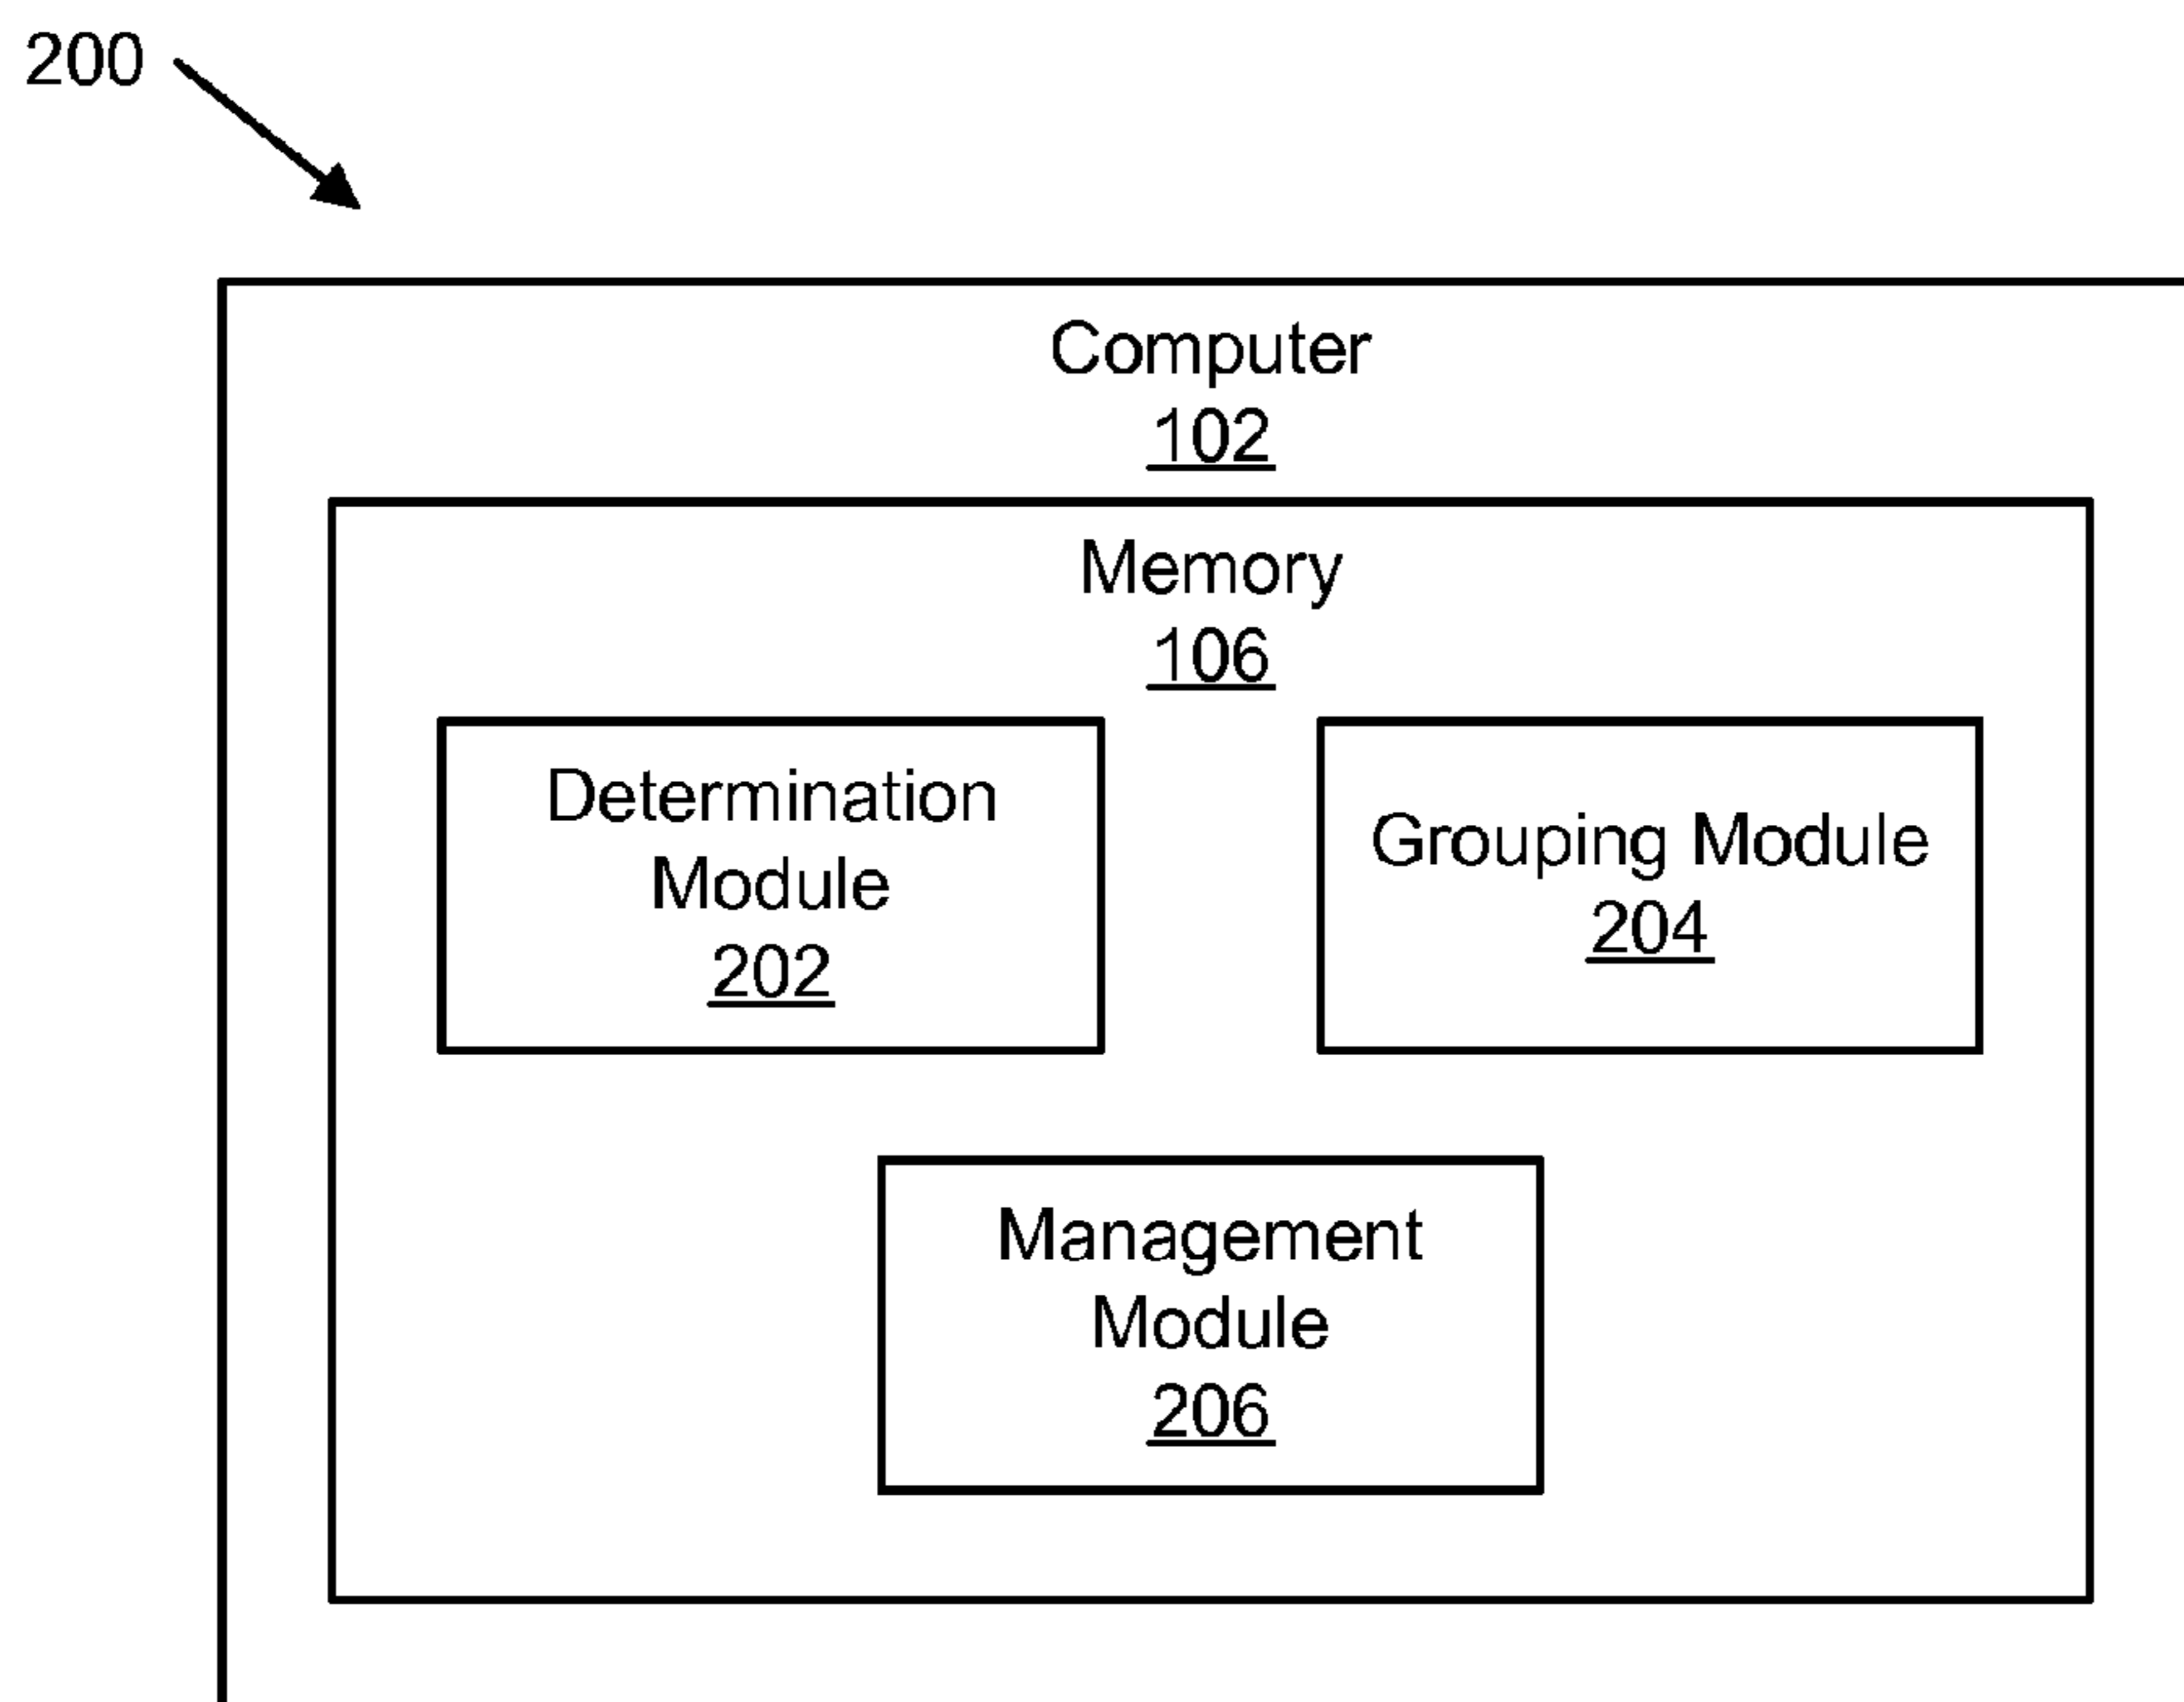 200
Computer
102
Memory
106
Determination
Module
202
Grouping Module
204
Management
Module
206